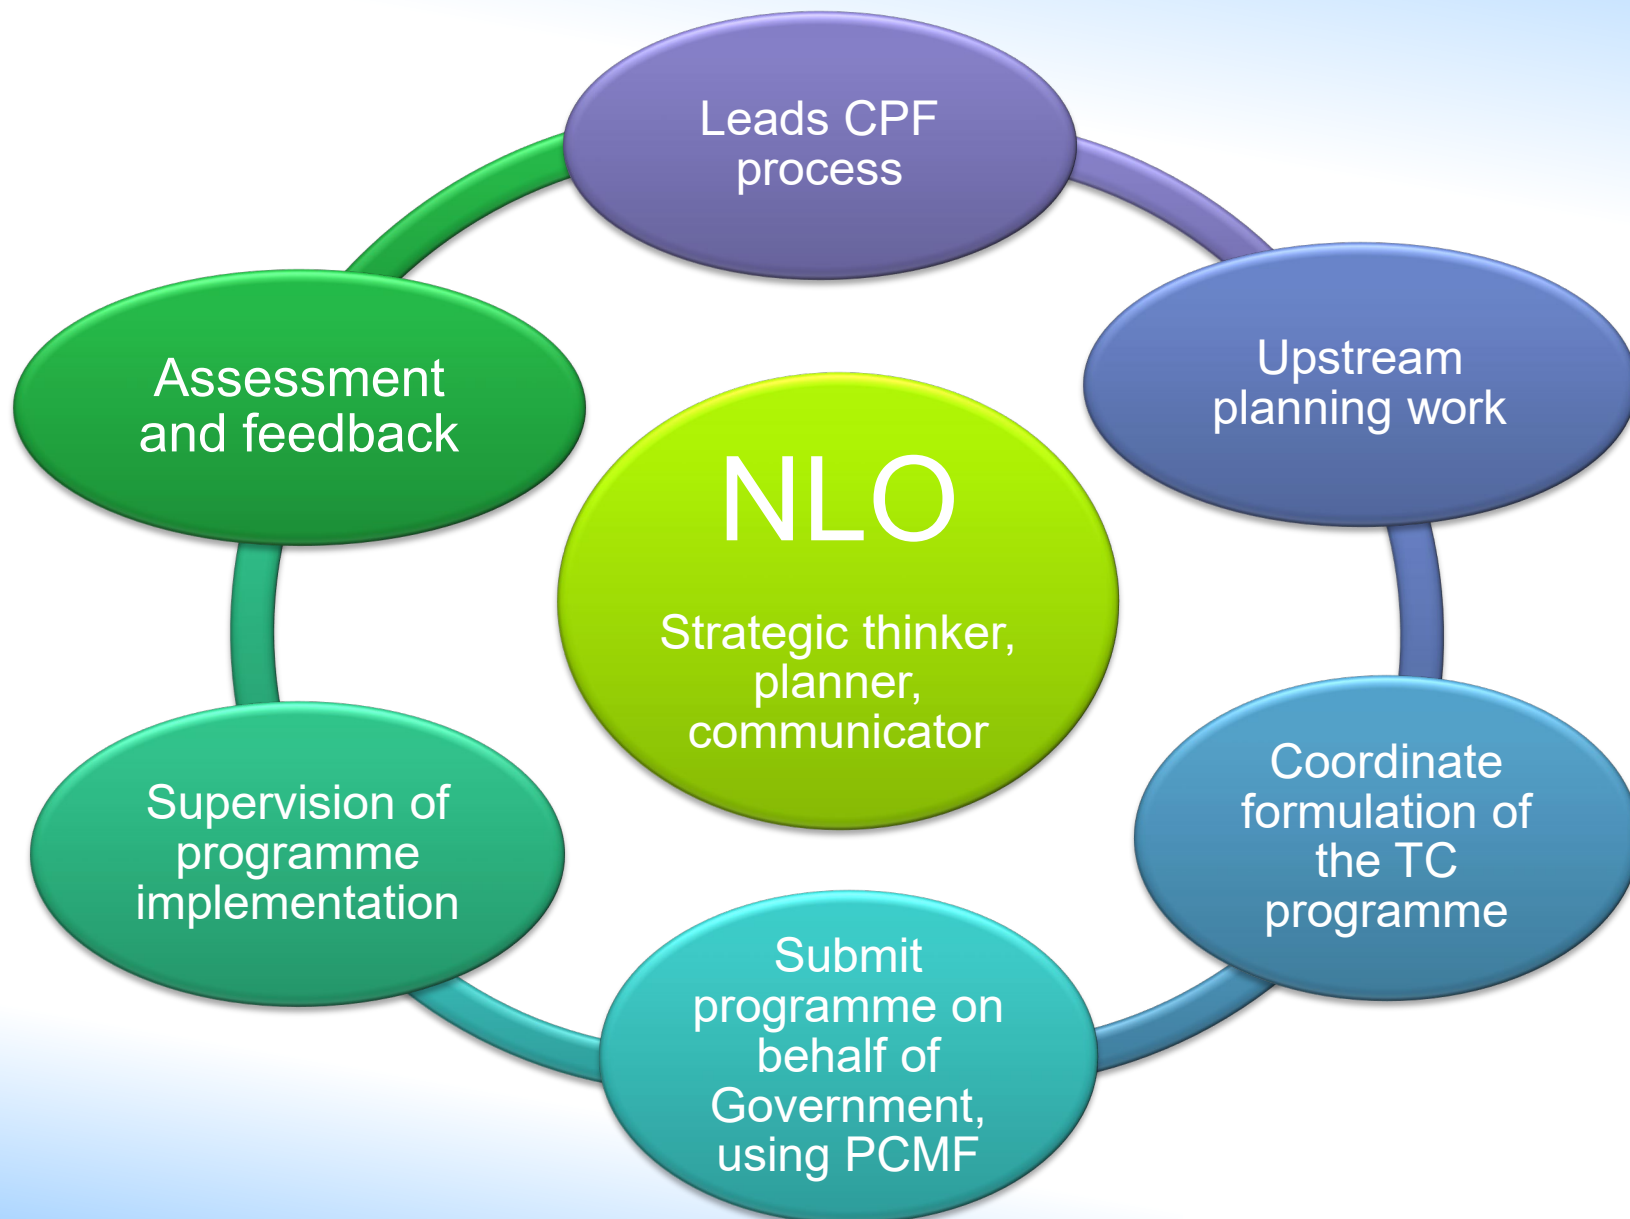 Leads CPF
process
Upstream
planning work
Coordinate
formulation of
the TC
programme
Submit
programme on
behalf of
Government,
using PCMF
Supervision of
programme
implementation
Assessment
and feedback
NLO
Strategic thinker,
planner,
communicator